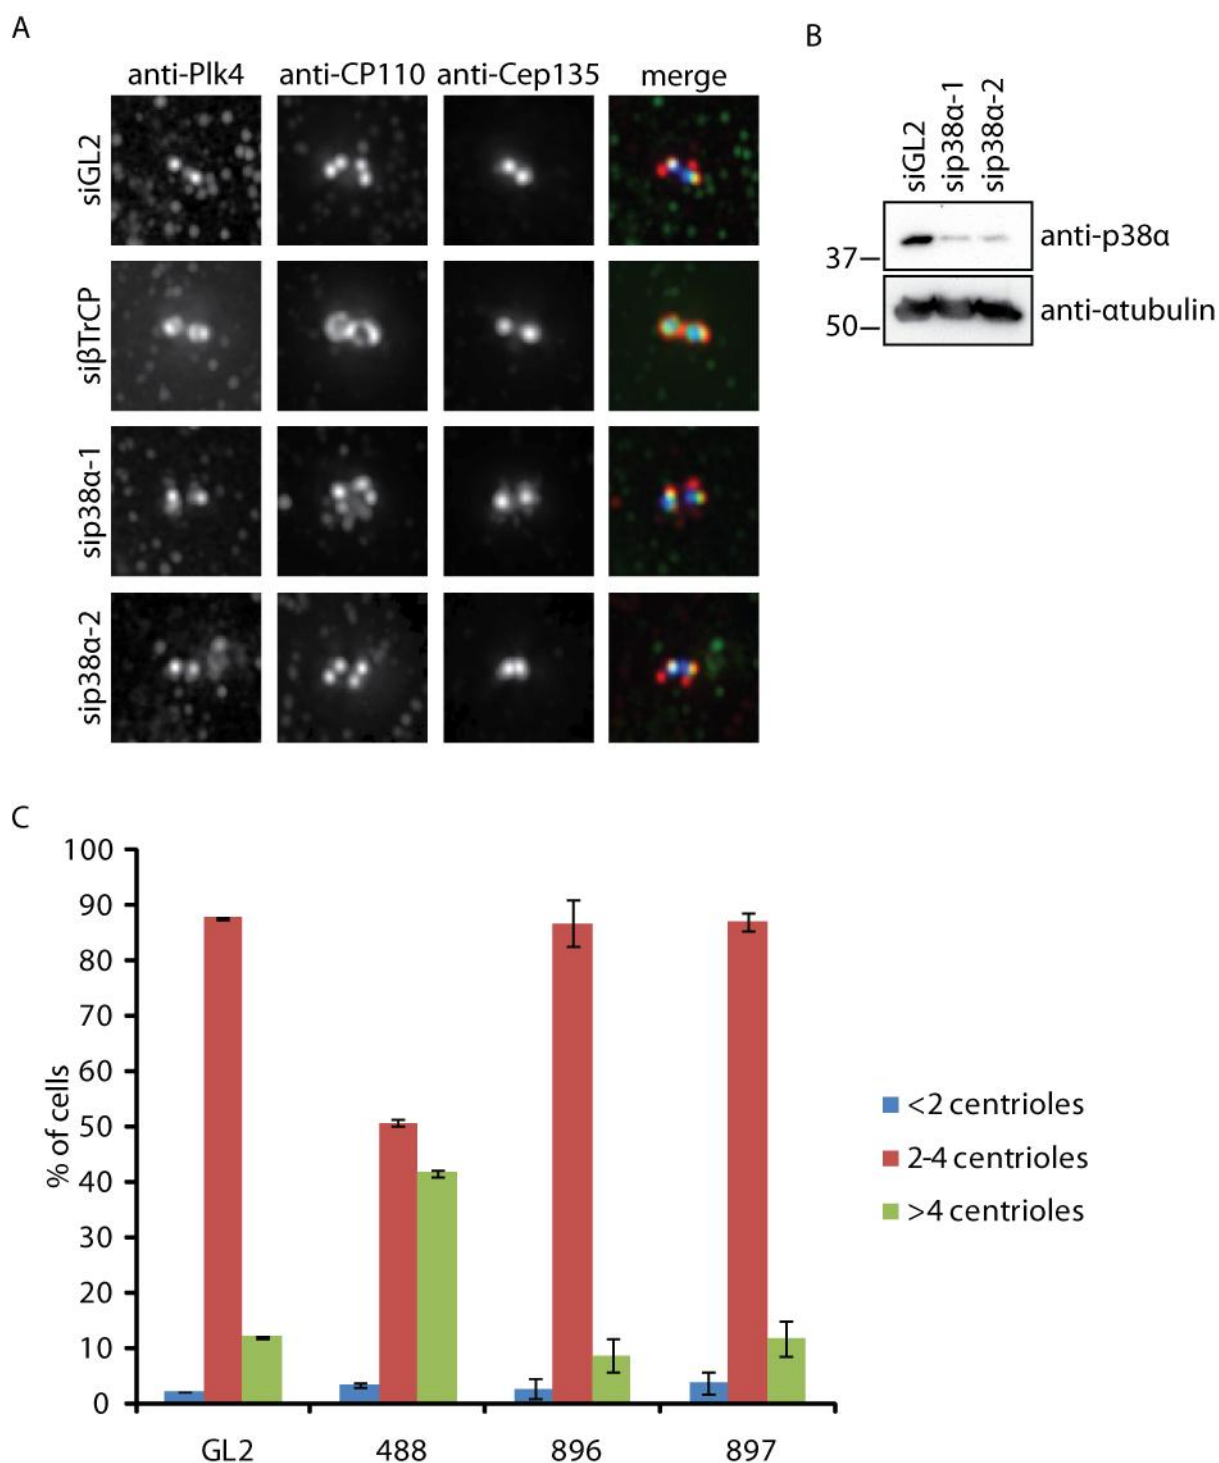 A
anti-Plk4 anti-CP110 anti-Cep135 merge
siGL2
siβTrCP
sip38α-1
sip38α-2
B
siGL2
sip38α-1
sip38α-2
37
anti-p38α
50
anti-αtubulin
C
% of cells
100
90
80
70
60
50
40
30
20
10
0
GL2 488 896 897
<2 centrioles
2-4 centrioles
>4 centrioles